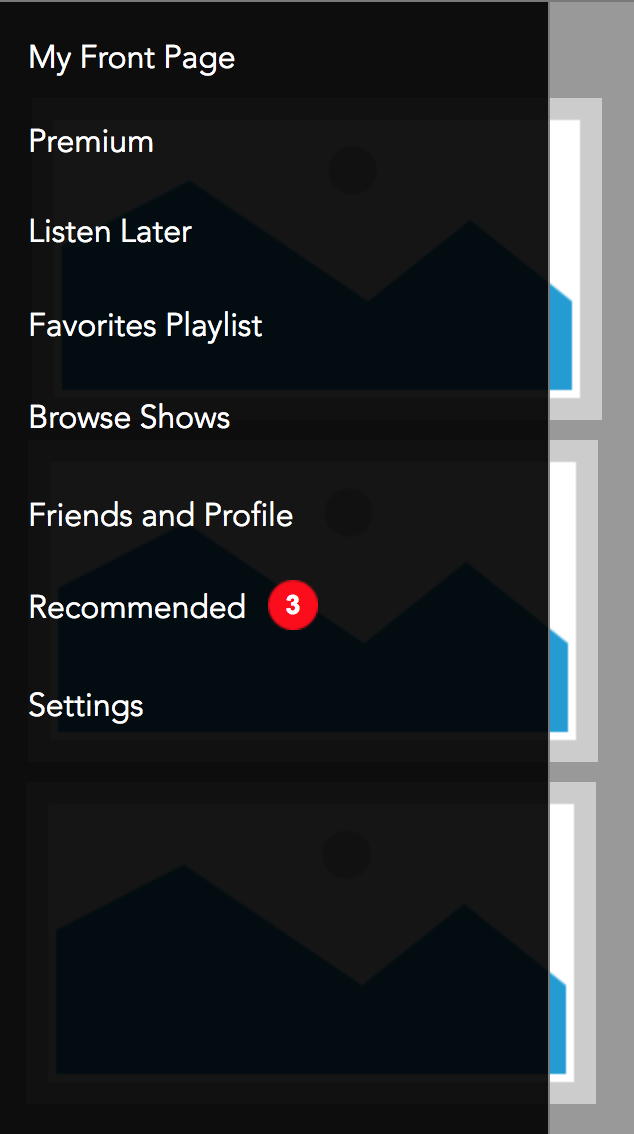 My Front Page
Premium
Listen Later
Favorites Playlist
Browse Shows
Friends and Profile
Recommended 3
Settings